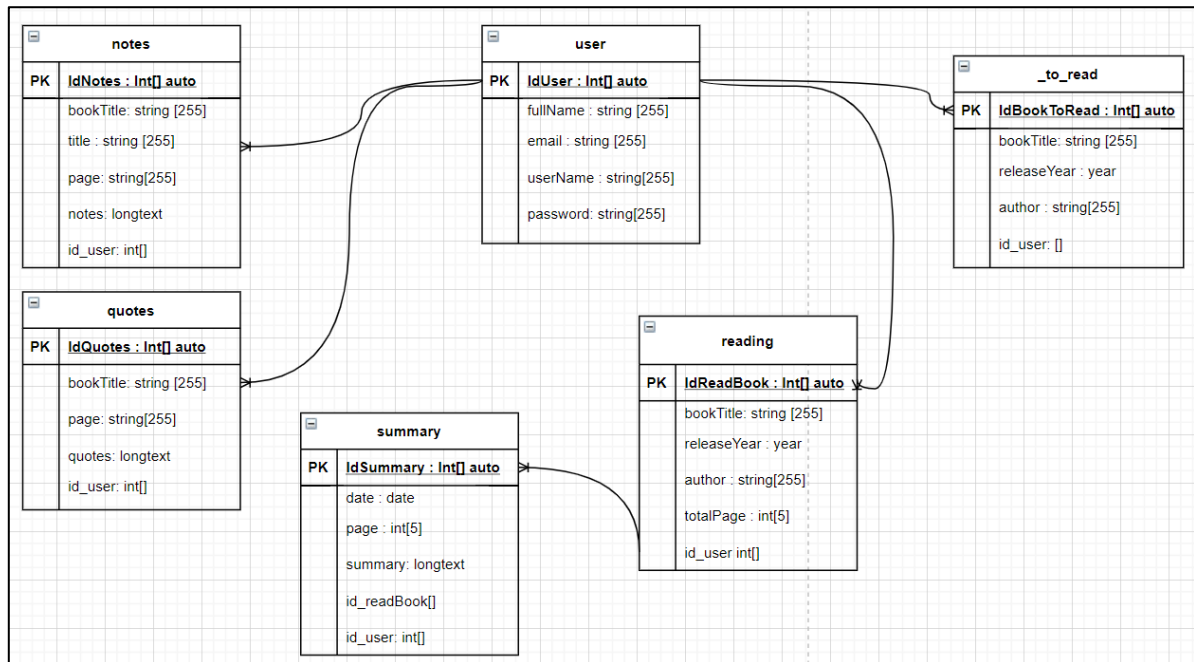 notes
PK IdNotes : Int[] auto
bookTitle: string [255]
title : string [255]
page: string[255]
notes: longtext
id_user: int[]
user
PK IdUser : Int[] auto
fullName : string [255]
email : string [255]
userName : string[255]
password: string[255]
_to_read
PK IdBookToRead : Int[] auto
bookTitle: string [255]
releaseYear : year
author : string[255]
id_user: []
quotes
PK IdQuotes : Int[] auto
bookTitle: string [255]
page: string[255]
quotes: longtext
id_user: int[]
reading
PK IdReadBook : Int[] auto
bookTitle: string [255]
releaseYear : year
author : string[255]
totalPage : int[5]
id_user int[]
summary
PK IdSummary : Int[] auto
date : date
page : int[5]
summary: longtext
id_readBook[]
id_user: int[]